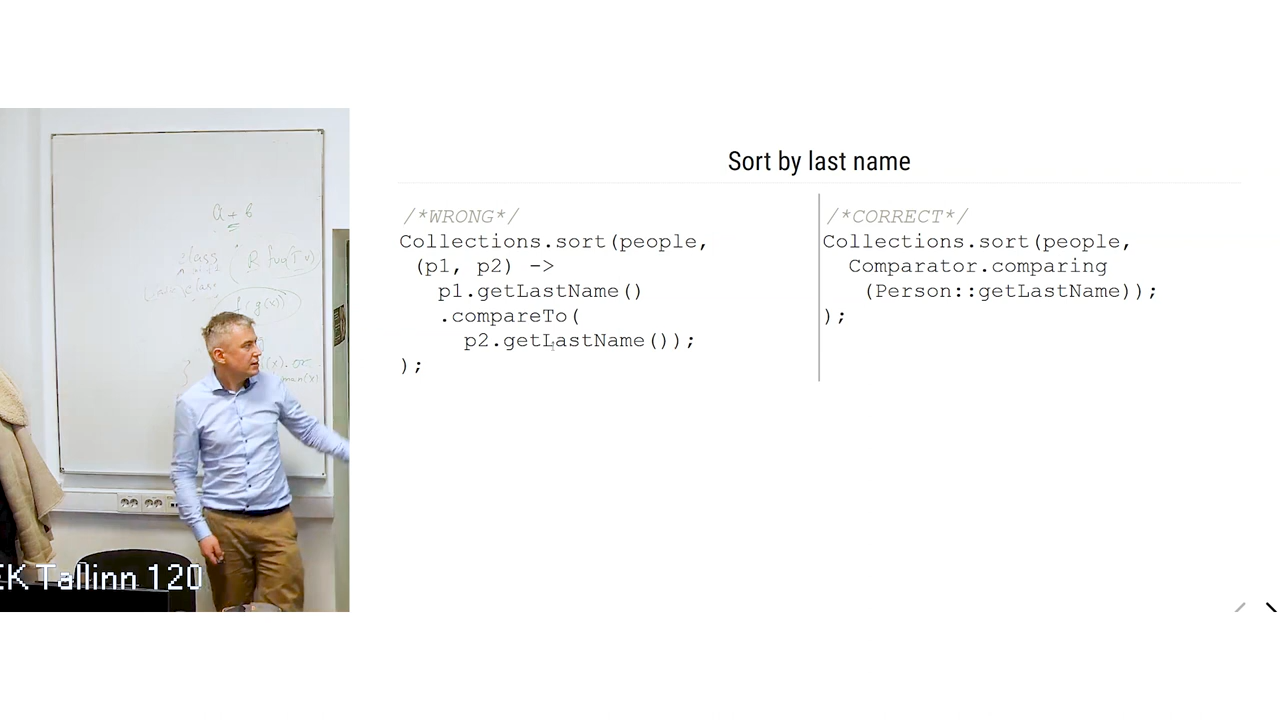 Sort by last name
/*WRONG*/
Collections.sort(people,
(p1, p2) ->
p1.getLastName()
.compareTo(
p2.getLastName());
);
/*CORRECT*/
Collections.sort(people,
Comparator.comparing
(Person::getLastName));
);
a + b
class
R fun(T v)
f(g(x))
EK Tallinn 120